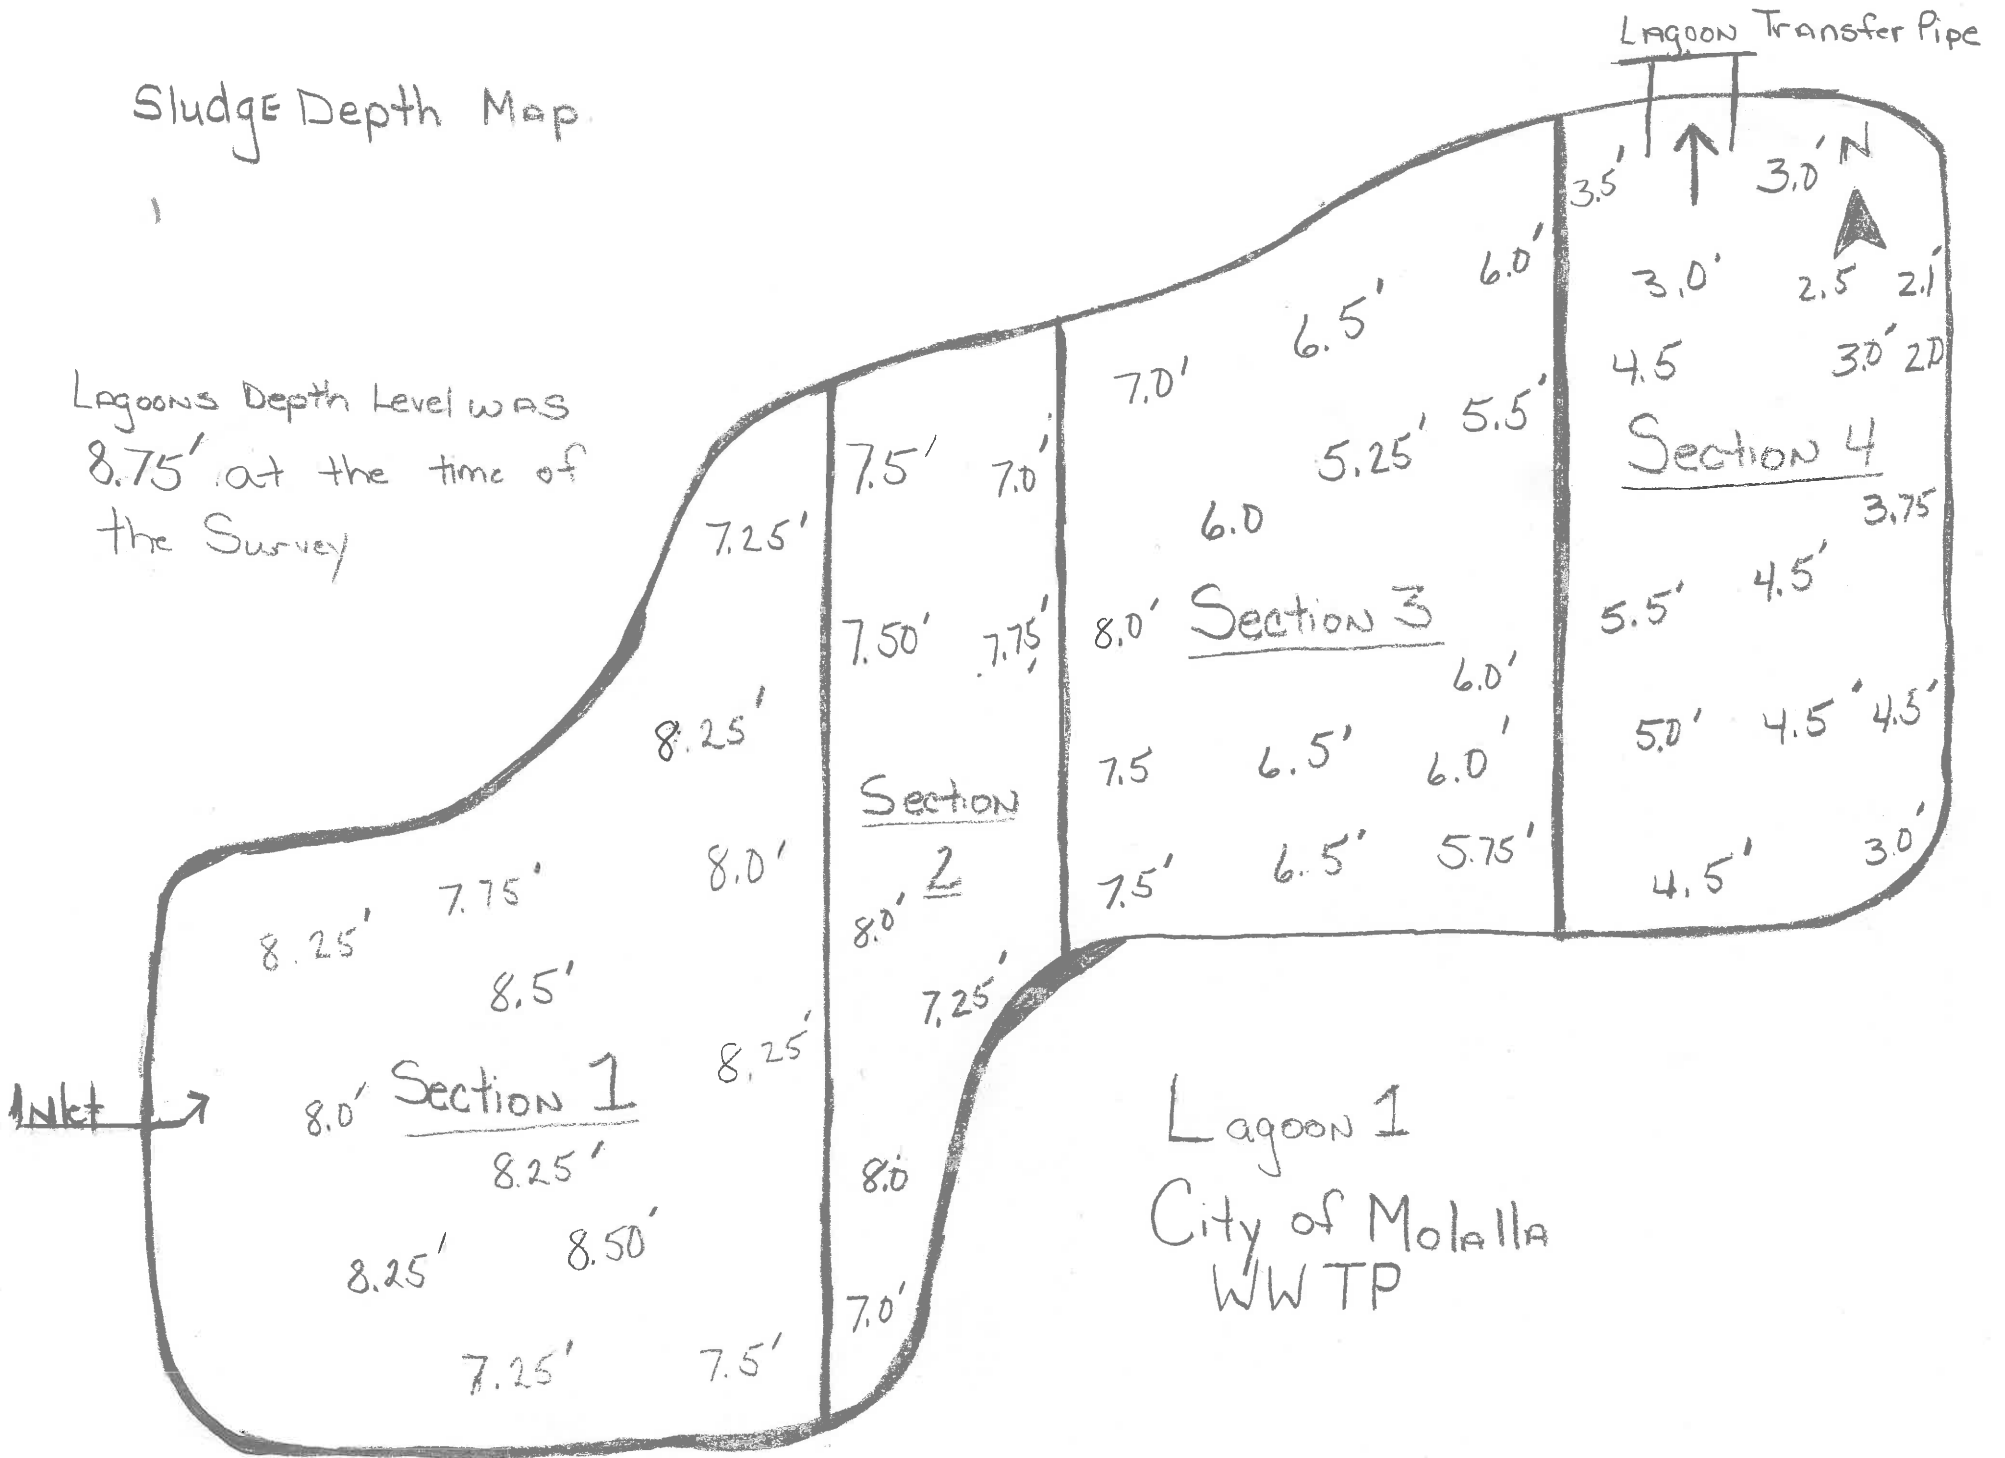 Lagoon Transfer Pipe
Sludge Depth Map
3.5' 3.0' N
6.0' 3.0' 2.5 2.1'
6.5'
7.0' 4.5 3.0' 2.0
Lagoons Depth Level was
8.75' at the time of
the Survey
5.5'
7.5' 7.0' 5.25' Section 4
7.25' 6.0 3.75
4.5'
7.50' 7.75' 8.0' Section 3 5.5'
6.0'
8.25' 5.0' 4.5' 4.5'
7.5 6.5' 6.0'
Section
2
8.0' 7.5' 6.5' 5.75' 4.5' 3.0'
7.75'
8.25' 8.0'
8.5' 7.25'
8.25'
Inlet 8.0' Section 1
Lagoon 1
8.25' 8.0
City of Molalla
8.25' 8.50'
WWTP
7.0'
7.25' 7.5'